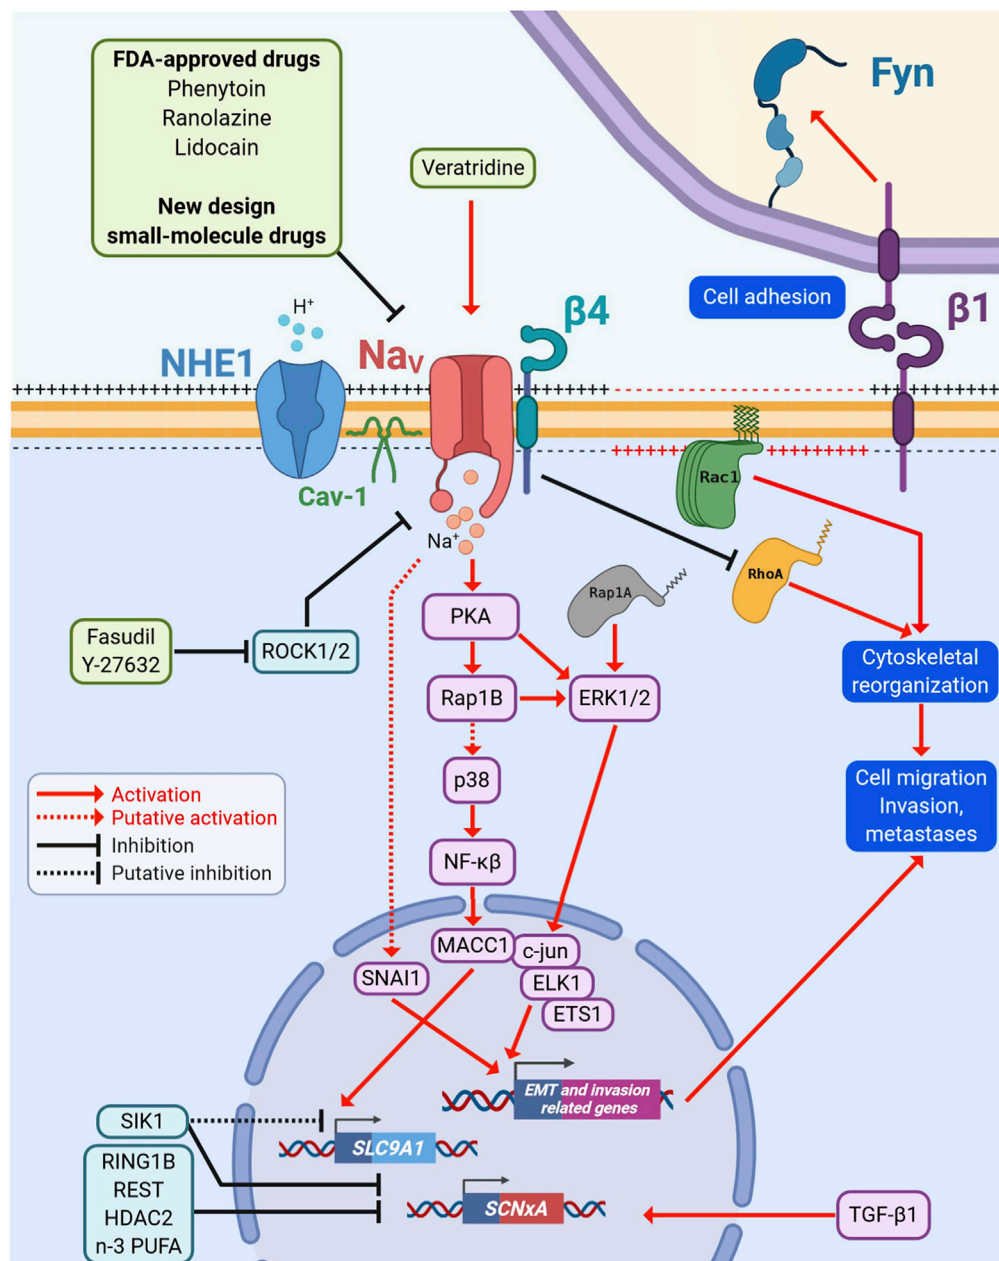 FDA-approved drugs
Phenytoin
Ranolazine
Lidocain
New design
small-molecule drugs
Veratridine
Fyn
Cell adhesion
β1
β4
H+
NHE1
NaV
Cav-1
Na+
Rac1
RhoA
Rap1A
Fasudil
Y-27632
ROCK1/2
PKA
Rap1B
ERK1/2
p38
NF-κβ
Cytoskeletal
reorganization
Cell migration
Invasion,
metastases
Activation
Putative activation
Inhibition
Putative inhibition
MACC1
c-jun
SNAI1
ELK1
ETS1
EMT and invasion
related genes
SIK1
SLC9A1
RING1B
REST
HDAC2
n-3 PUFA
SCNxA
TGF-β1